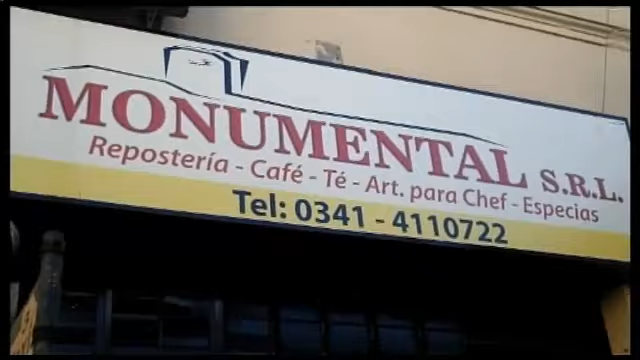 MONUMENTAL S.R.L.
Repostería - Café - Té - Art. para Chef - Especias
Tel: 0341 - 4110722